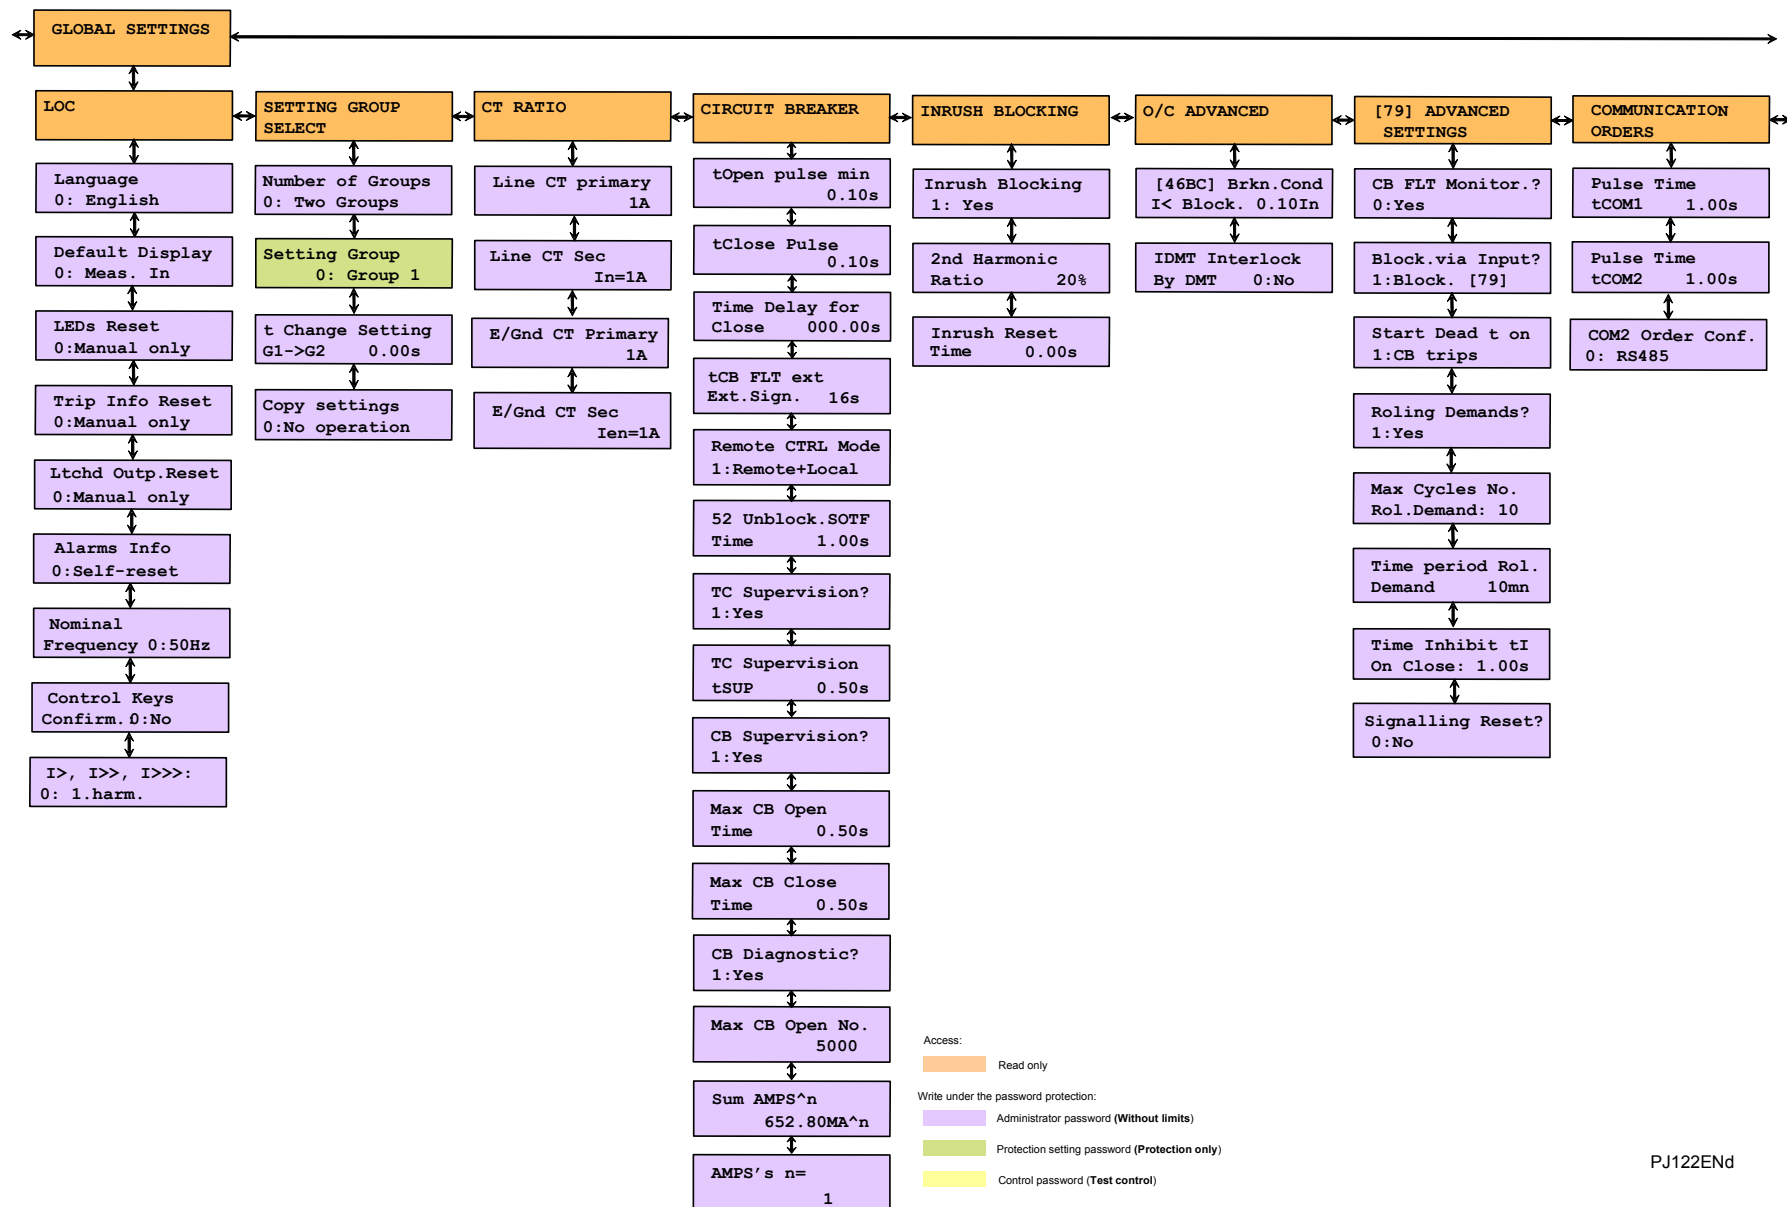 GLOBAL SETTINGS
LOC
Language
0: English
Default Display
0: Meas. In
LEDs Reset
0:Manual only
Trip Info Reset
0:Manual only
Ltchd Outp.Reset
0:Manual only
Alarms Info
0:Self-reset
Nominal
Frequency 0:50Hz
Control Keys
Confirm. 0:No
I>, I>>, I>>>:
0: 1.harm.
SETTING GROUP
SELECT
Number of Groups
0: Two Groups
Setting Group
0: Group 1
t Change Setting
G1->G2 0.00s
Copy settings
0:No operation
CT RATIO
Line CT primary
1A
Line CT Sec
In=1A
E/Gnd CT Primary
1A
E/Gnd CT Sec
Ien=1A
CIRCUIT BREAKER
tOpen pulse min
0.10s
tClose Pulse
0.10s
Time Delay for
Close 000.00s
tCB FLT ext
Ext.Sign. 16s
Remote CTRL Mode
1:Remote+Local
52 Unblock.SOTF
Time 1.00s
TC Supervision?
1:Yes
TC Supervision
tSUP 0.50s
CB Supervision?
1:Yes
Max CB Open
Time 0.50s
Max CB Close
Time 0.50s
CB Diagnostic?
1:Yes
Max CB Open No.
5000
Sum AMPS^n
652.80MA^n
AMPS's n=
1
INRUSH BLOCKING
Inrush Blocking
1: Yes
2nd Harmonic
Ratio 20%
Inrush Reset
Time 0.00s
O/C ADVANCED
[46BC] Brkn.Cond
I< Block. 0.10In
IDMT Interlock
By DMT 0:No
[79] ADVANCED
SETTINGS
CB FLT Monitor.?
0:Yes
Block.via Input?
1:Block. [79]
Start Dead t on
1:CB trips
Roling Demands?
1:Yes
Max Cycles No.
Rol.Demand: 10
Time period Rol.
Demand 10mn
Time Inhibit tI
On Close: 1.00s
Signalling Reset?
0:No
COMMUNICATION
ORDERS
Pulse Time
tCOM1 1.00s
Pulse Time
tCOM2 1.00s
COM2 Order Conf.
0: RS485
Access:
Read only
Write under the password protection:
Administrator password (Without limits)
Protection setting password (Protection only)
Control password (Test control)
PJ122ENd